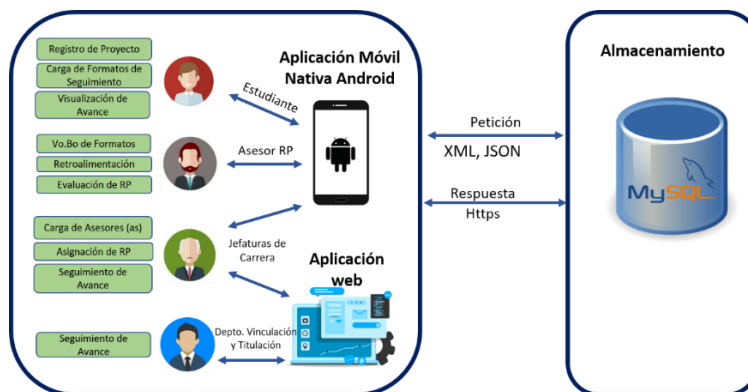 Registro de Proyecto
Carga de Formatos de
Seguimiento
Visualización de
Avance
Estudiante
Aplicación Móvil
Nativa Android
Vo.Bo de Formatos
Retroalimentación
Evaluación de RP
Asesor RP
Carga de Asesores (as)
Asignación de RP
Seguimiento de
Avance
Jefaturas de
Carrera
Aplicación
web
Seguimiento de
Avance
Depto. Vinculación
y Titulación
Petición
XML, JSON
Respuesta
Https
Almacenamiento
MySQL